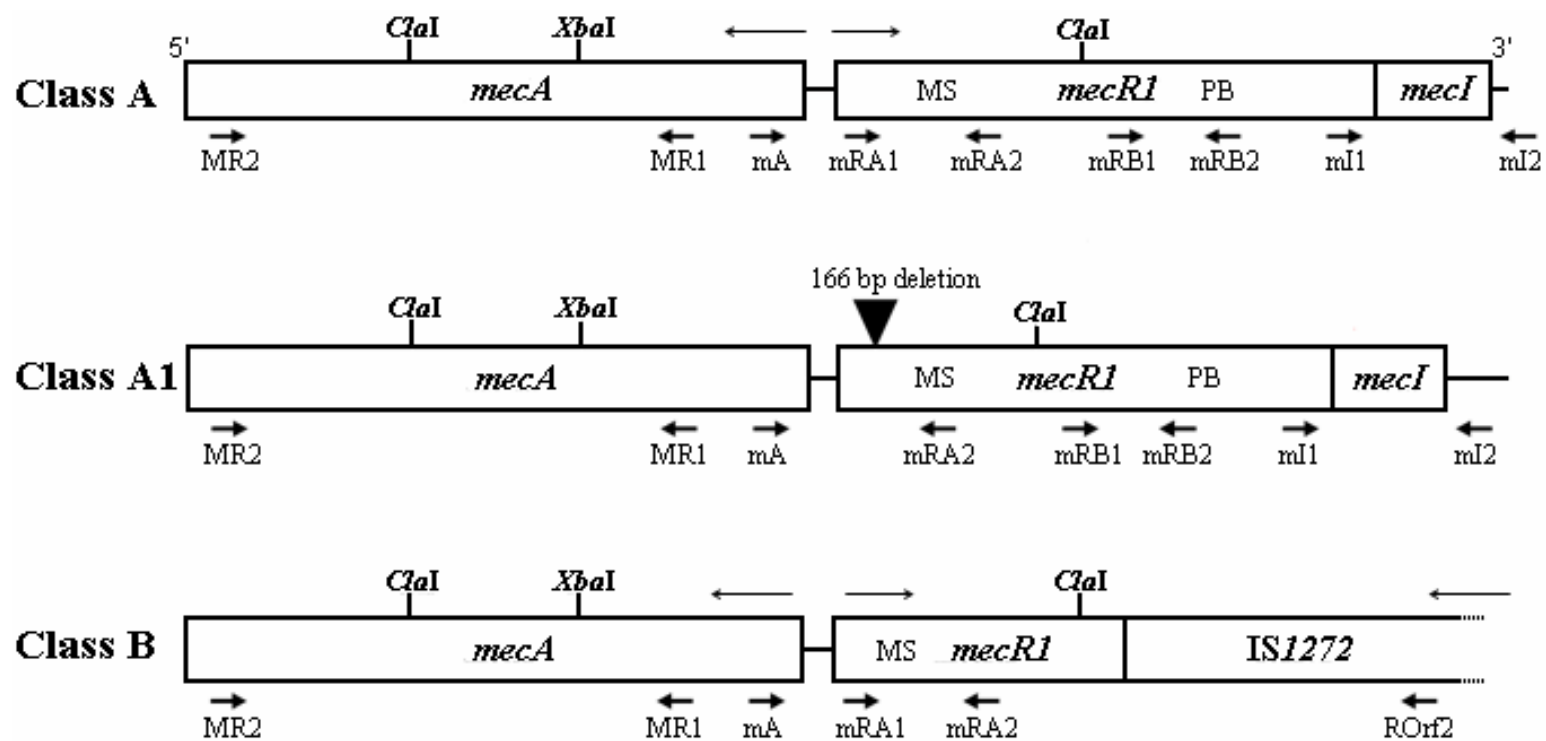 ClaI XbaI ClaI
5' 3'
Class A mecA MS mecR1 PB mecI
MR2 MR1 mA mRA1 mRA2 mRB1 mRB2 mI1 mI2
166 bp deletion
ClaI XbaI ClaI
Class A1 mecA MS mecR1 PB mecI
MR2 MR1 mA mRA2 mRB1 mRB2 mI1 mI2
ClaI XbaI ClaI
Class B mecA MS mecR1 IS1272
MR2 MR1 mA mRA1 mRA2 ROrf2